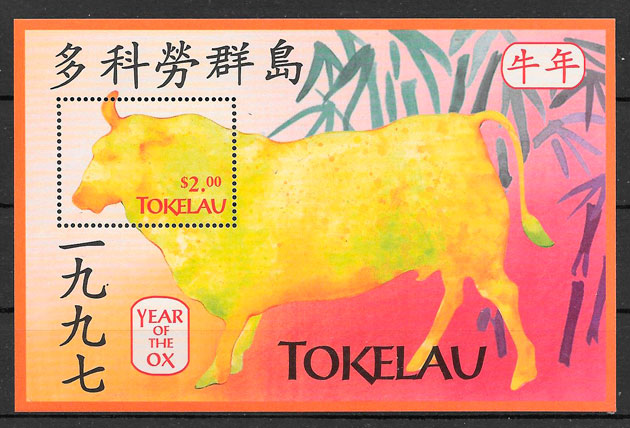 多科勞群島
牛年
$2.00
TOKELAU
一九九七
YEAR
OF THE
OX
TOKELAU